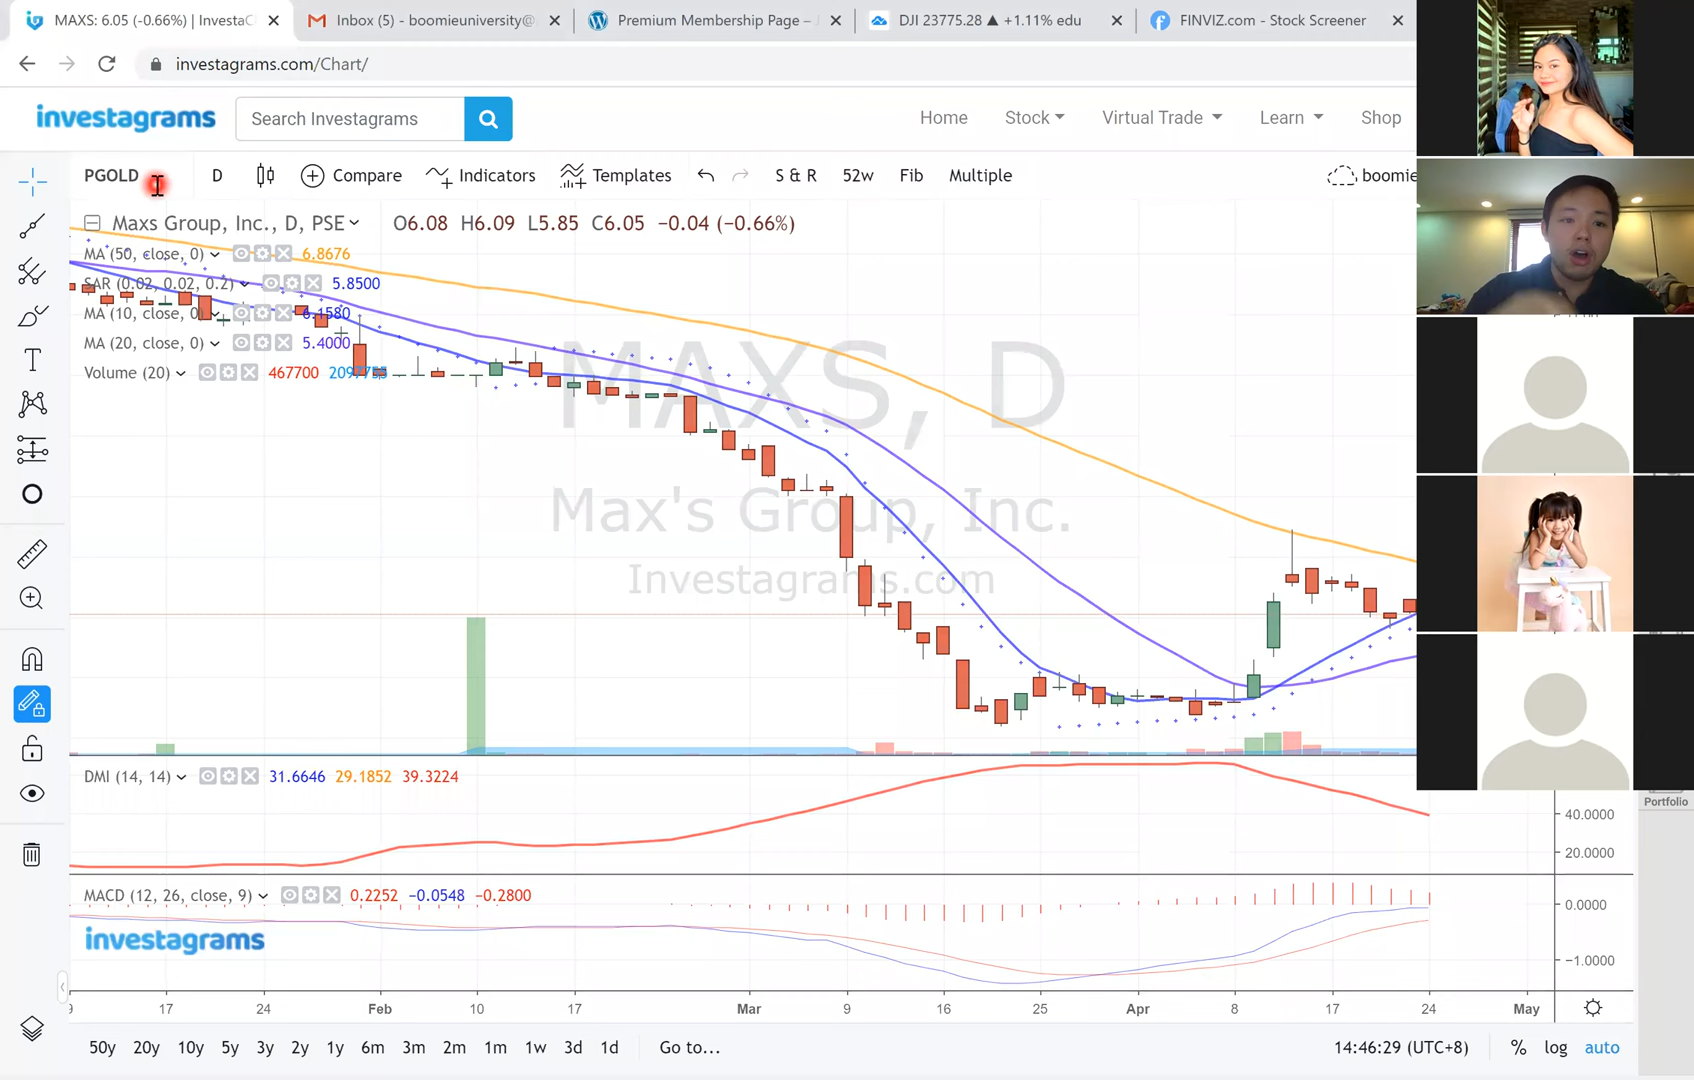 MAXS: 6.05 (-0.66%) | InvestaC
Inbox (5) - boomieuniversity@
Premium Membership Page –
DJI 23775.28 ▲ +1.11% edu
FINVIZ.com - Stock Screener
investagrams.com/Chart/
investagrams
Search Investagrams
Home Stock Virtual Trade Learn Shop
PGOLD D Compare Indicators Templates S & R 52w Fib Multiple boomie
Maxs Group, Inc., D, PSE O6.08 H6.09 L5.85 C6.05 −0.04 (−0.66%)
MA (50, close, 0) 6.8676
SAR (0.02, 0.02, 0.2) 5.8500
MA (10, close, 0) 6.1580
MA (20, close, 0) 5.4000
Volume (20) 467700 2097755
MAXS, D
Max's Group, Inc.
Investagrams.com
DMI (14, 14) 31.6646 29.1852 39.3224
Portfolio
40.0000
20.0000
MACD (12, 26, close, 9) 0.2252 −0.0548 −0.2800
0.0000
investagrams
−1.0000
17 24 Feb 10 17 Mar 9 16 25 Apr 8 17 24 May
50y 20y 10y 5y 3y 2y 1y 6m 3m 2m 1m 1w 3d 1d Go to... 14:46:29 (UTC+8) % log auto